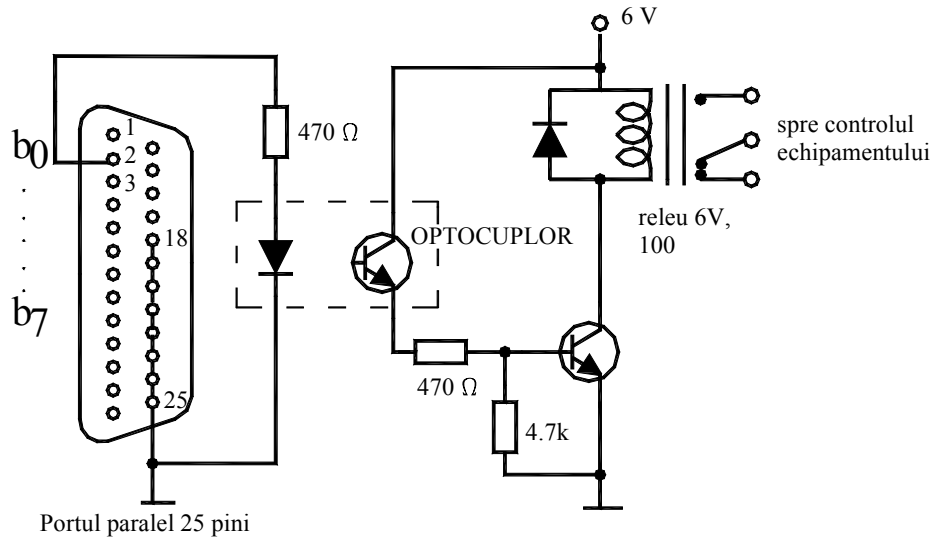 6 V
1
b0
2
3
470 Ω
spre controlul
echipamentului
18
OPTOCUPLOR
releu 6V,
100
b7
470 Ω
25
4.7k
Portul paralel 25 pini